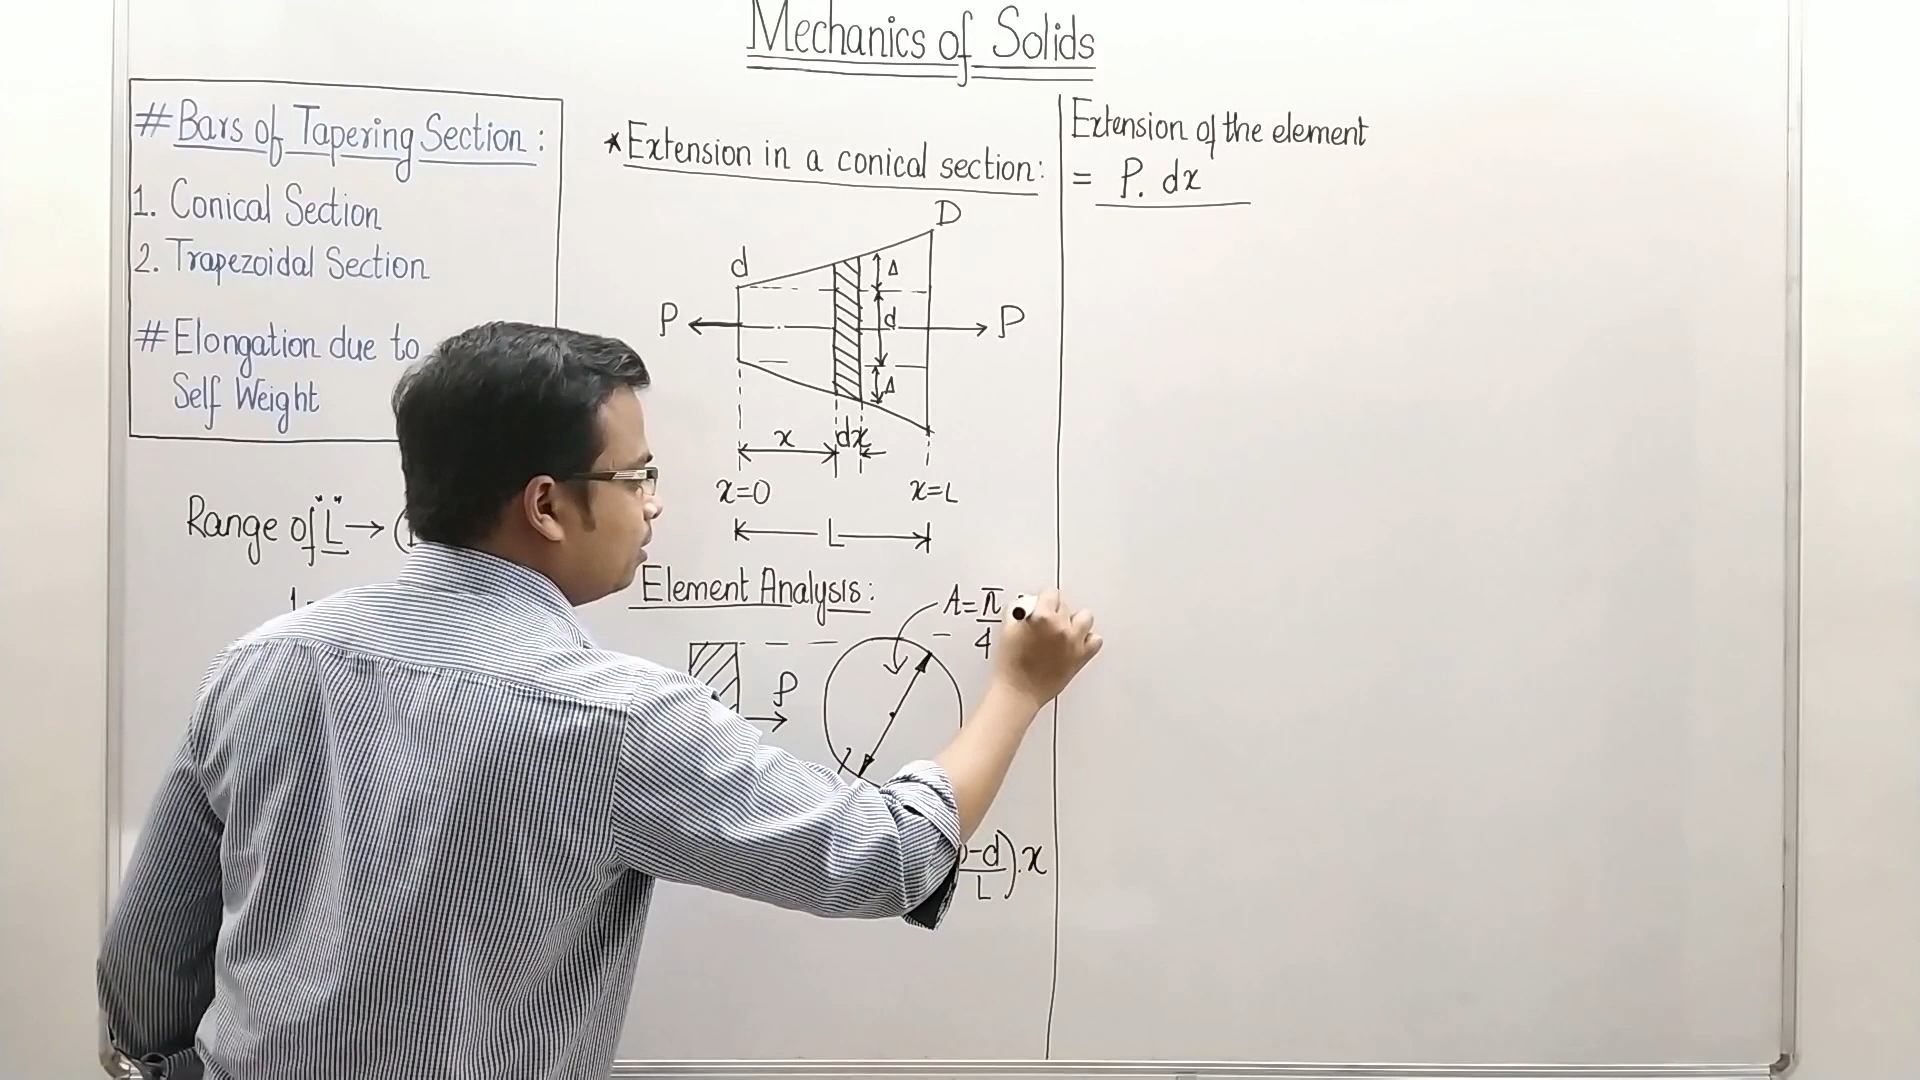 Mechanics of Solids
# Bars of Tapering Section :
1. Conical Section
2. Trapezoidal Section
# Elongation due to
Self Weight
Range of "L" → (
* Extension in a conical section:
D
d
Δ
P
d
P
Δ
x
dx
x=0
x=L
L
Element Analysis:
A = π
4
P
D-d
L
) . x
Extension of the element
= P. dx